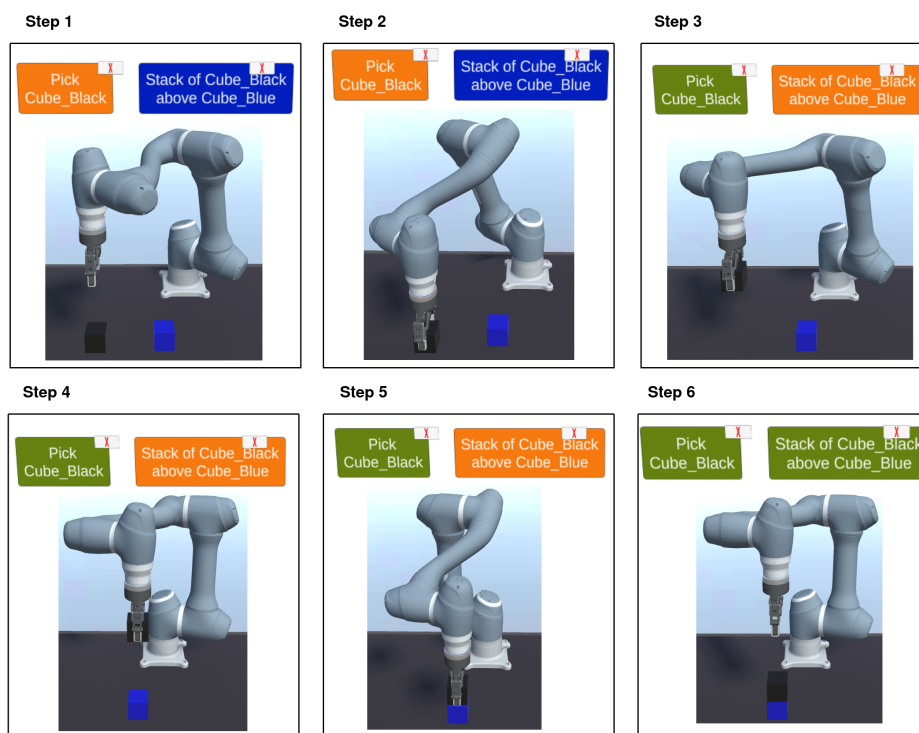 Step 1
Step 2
Step 3
X
X
Pick
Cube_Black
Stack of Cube_Black
above Cube_Blue
X
X
Pick
Cube_Black
Stack of Cube_Black
above Cube_Blue
X
X
Pick
Cube_Black
Stack of Cube_Black
above Cube_Blue
Step 4
Step 5
Step 6
X
X
Pick
Cube_Black
Stack of Cube_Black
above Cube_Blue
X
X
Pick
Cube_Black
Stack of Cube_Black
above Cube_Blue
X
X
Pick
Cube_Black
Stack of Cube_Black
above Cube_Blue